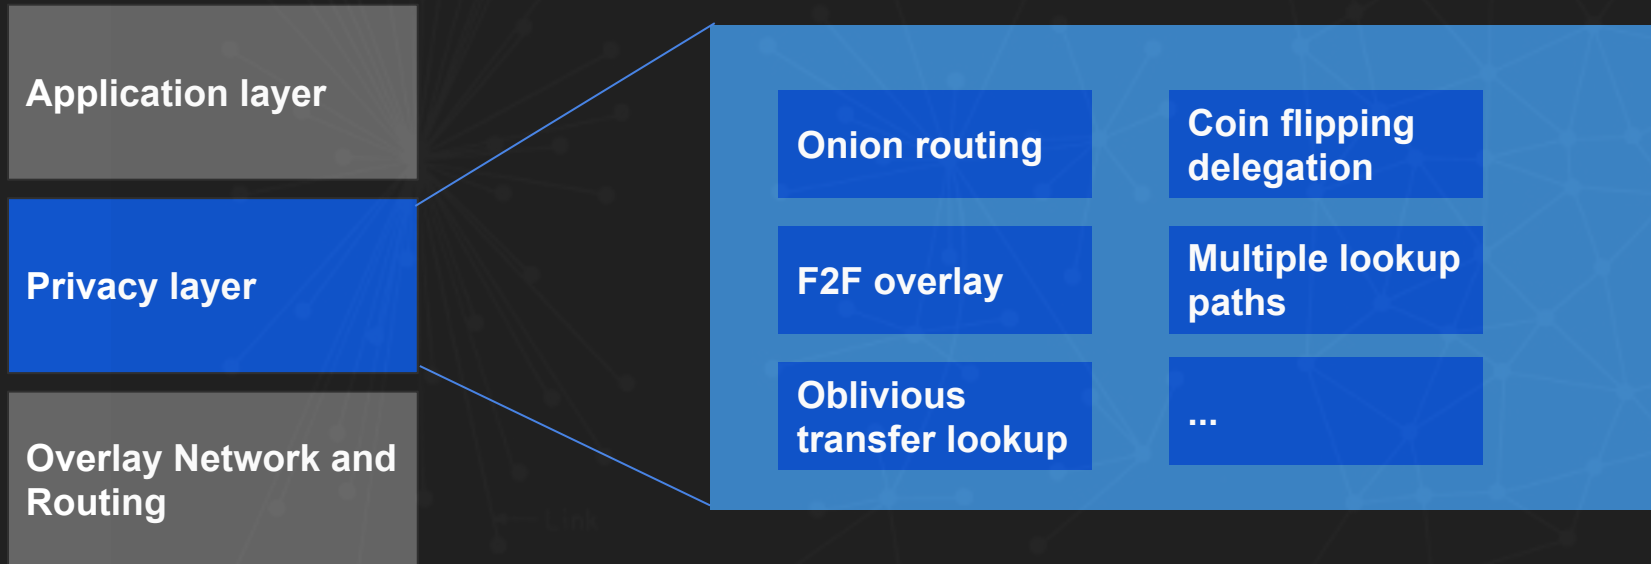 Application layer
Privacy layer
Overlay Network and
Routing
Onion routing
Coin flipping
delegation
F2F overlay
Multiple lookup
paths
Oblivious
transfer lookup
...
Link